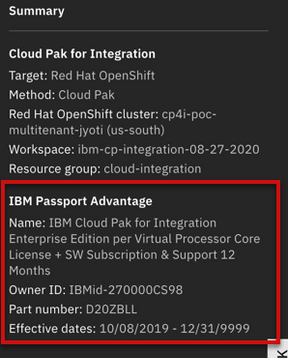 Summary
Cloud Pak for Integration
Target: Red Hat OpenShift
Method: Cloud Pak
Red Hat OpenShift cluster: cp4i-poc-
multitenant-jyoti (us-south)
Workspace: ibm-cp-integration-08-27-2020
Resource group: cloud-integration
IBM Passport Advantage
Name: IBM Cloud Pak for Integration
Enterprise Edition per Virtual Processor Core
License + SW Subscription & Support 12
Months
Owner ID: IBMid-270000CS98
Part number: D20ZBLL
Effective dates: 10/08/2019 - 12/31/9999